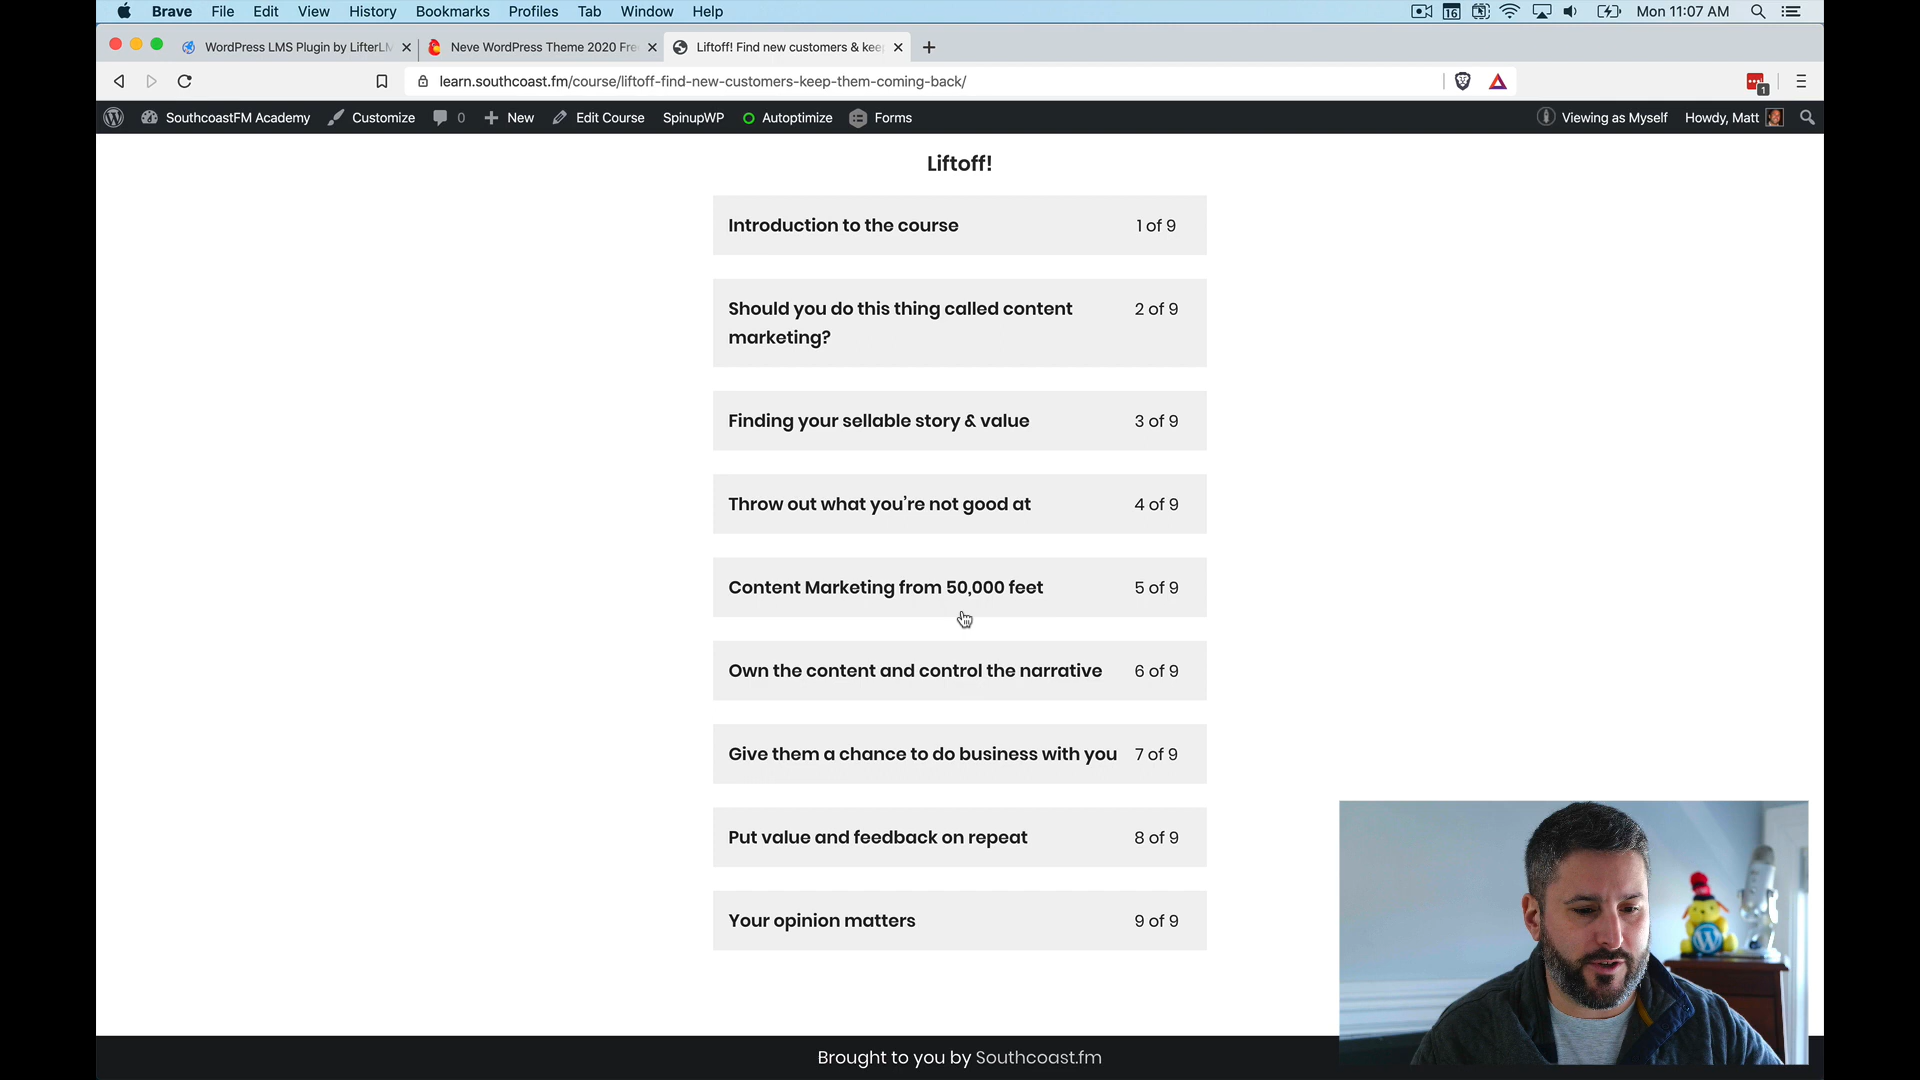 Brave File Edit View History Bookmarks Profiles Tab Window Help
16
Mon 11:07 AM
WordPress LMS Plugin by LifterLM
Neve WordPress Theme 2020 Fre
Liftoff! Find new customers & kee
learn.southcoast.fm/course/liftoff-find-new-customers-keep-them-coming-back/
1
SouthcoastFM Academy Customize 0 New Edit Course SpinupWP Autoptimize Forms
Viewing as Myself Howdy, Matt
Liftoff!
Introduction to the course 1 of 9
Should you do this thing called content 2 of 9
marketing?
Finding your sellable story & value 3 of 9
Throw out what you’re not good at 4 of 9
Content Marketing from 50,000 feet 5 of 9
Own the content and control the narrative 6 of 9
Give them a chance to do business with you 7 of 9
Put value and feedback on repeat 8 of 9
Your opinion matters 9 of 9
Brought to you by Southcoast.fm